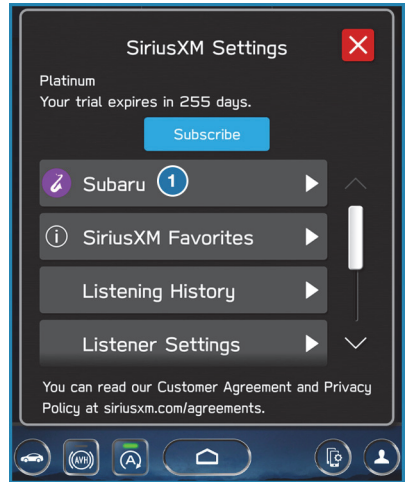 SiriusXM Settings
Platinum
Your trial expires in 255 days.
Subscribe
Subaru 1
SiriusXM Favorites
Listening History
Listener Settings
You can read our Customer Agreement and Privacy
Policy at siriusxm.com/agreements.
AVH A